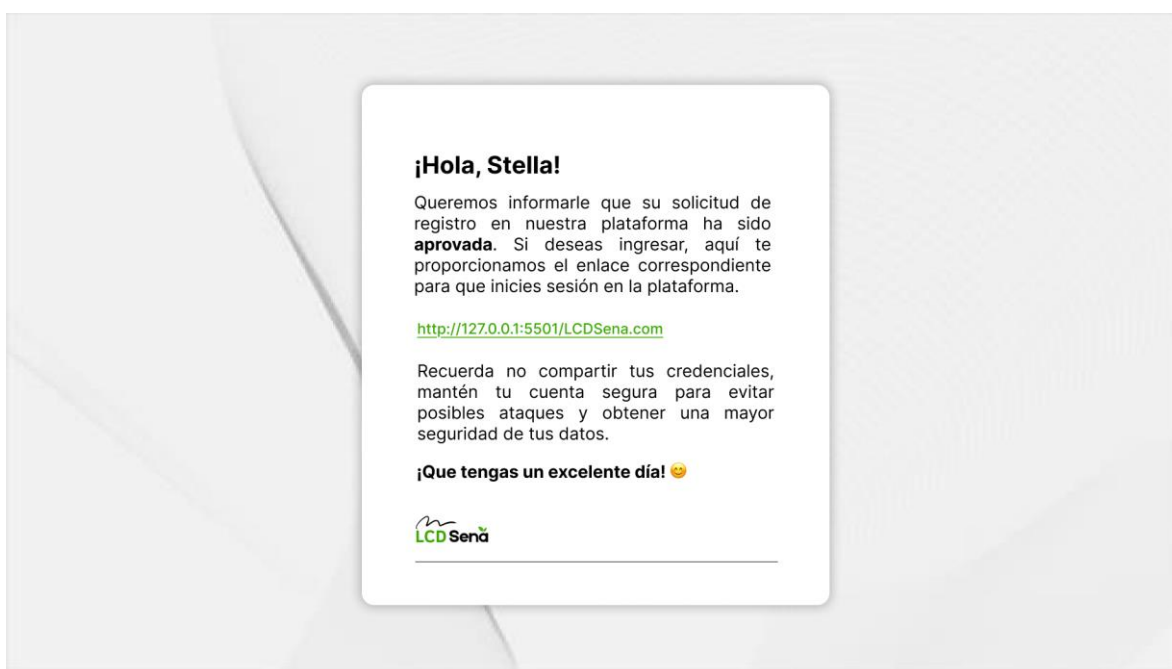 ¡Hola, Stella!
Queremos informarle que su solicitud de
registro en nuestra plataforma ha sido
aprovada. Si deseas ingresar, aquí te
proporcionamos el enlace correspondiente
para que inicies sesión en la plataforma.
http://127.0.0.1:5501/LCDSena.com
Recuerda no compartir tus credenciales,
mantén tu cuenta segura para evitar
posibles ataques y obtener una mayor
seguridad de tus datos.
¡Que tengas un excelente día! 😊
LCD Sena